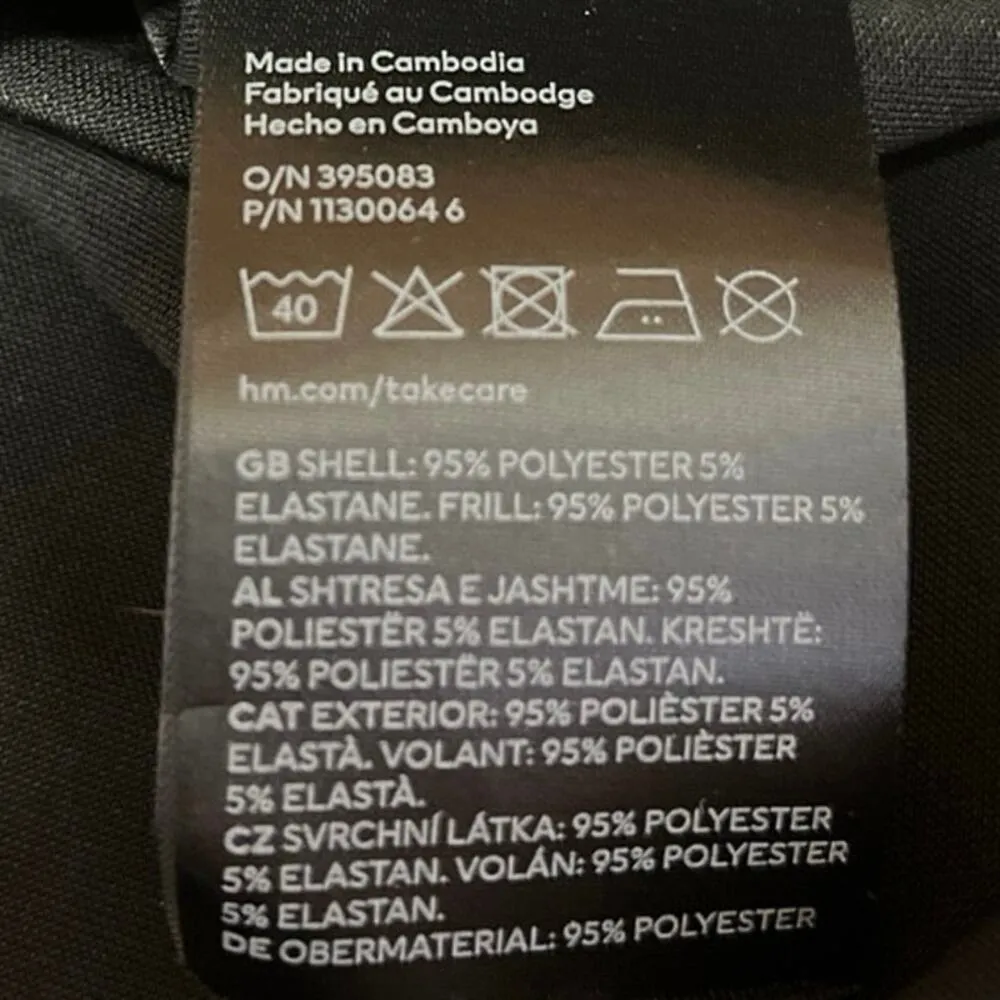 Made in Cambodia
Fabriqué au Cambodge
Hecho en Camboya
O/N 395083
P/N 1130064 6
40
hm.com/takecare
GB SHELL: 95% POLYESTER 5%
ELASTANE. FRILL: 95% POLYESTER 5%
ELASTANE.
AL SHTRESA E JASHTME: 95%
POLIESTËR 5% ELASTAN. KRESHTË:
95% POLIESTËR 5% ELASTAN.
CAT EXTERIOR: 95% POLIÈSTER 5%
ELASTÀ. VOLANT: 95% POLIÈSTER
5% ELASTÀ.
CZ SVRCHNÍ LÁTKA: 95% POLYESTER
5% ELASTAN. VOLÁN: 95% POLYESTER
5% ELASTAN.
DE OBERMATERIAL: 95% POLYESTER